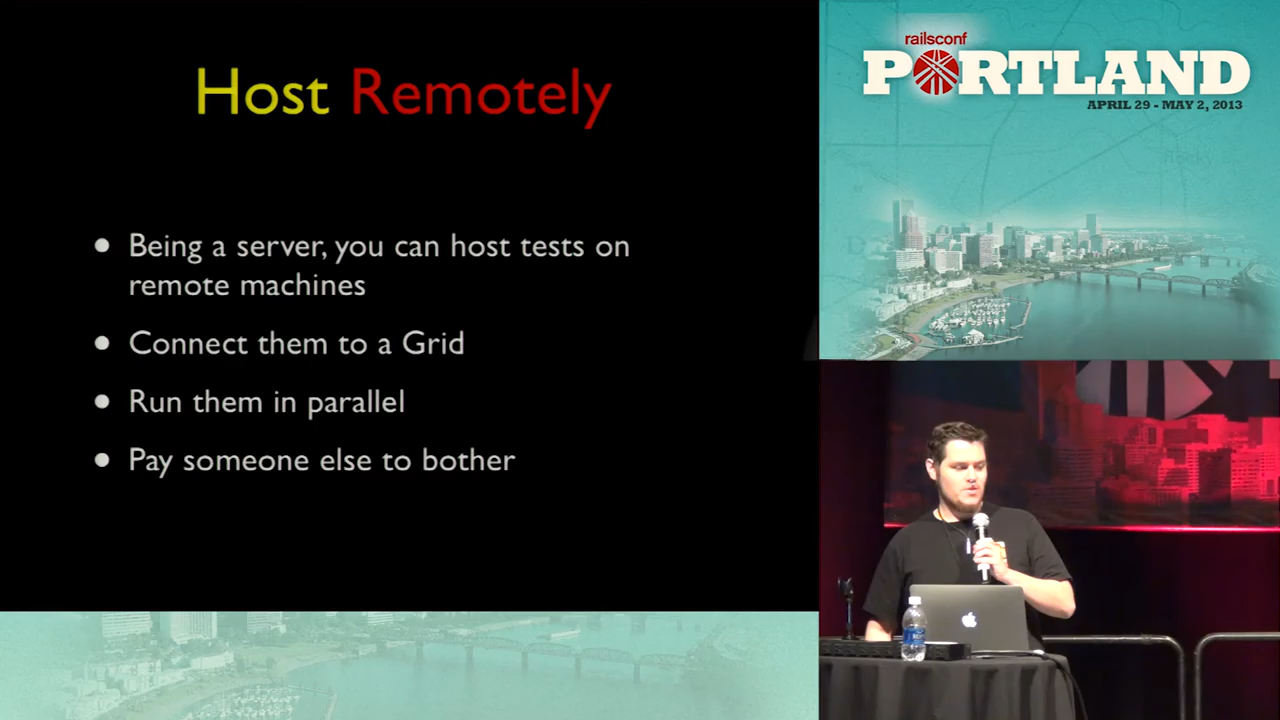 Host Remotely
Being a server, you can host tests on
remote machines
Connect them to a Grid
Run them in parallel
Pay someone else to bother
railsconf
PORTLAND
APRIL 29 - MAY 2, 2013